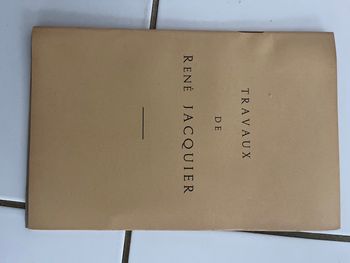 TRAVAUX
DE
RENÉ JACQUIER